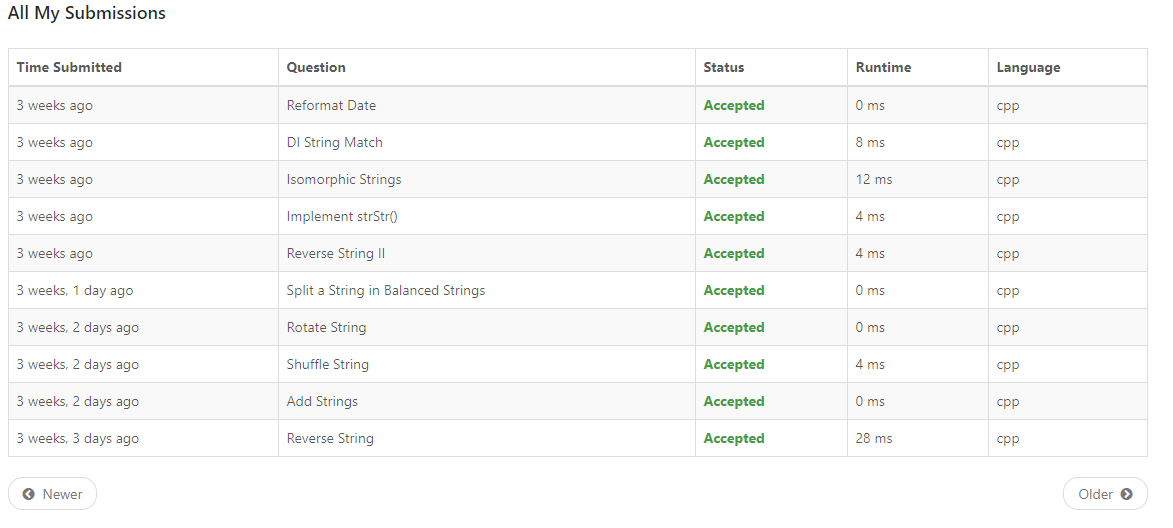 All My Submissions
Time Submitted Question Status Runtime Language
3 weeks ago Reformat Date Accepted 0 ms cpp
3 weeks ago DI String Match Accepted 8 ms cpp
3 weeks ago Isomorphic Strings Accepted 12 ms cpp
3 weeks ago Implement strStr() Accepted 4 ms cpp
3 weeks ago Reverse String II Accepted 4 ms cpp
3 weeks, 1 day ago Split a String in Balanced Strings Accepted 0 ms cpp
3 weeks, 2 days ago Rotate String Accepted 0 ms cpp
3 weeks, 2 days ago Shuffle String Accepted 4 ms cpp
3 weeks, 2 days ago Add Strings Accepted 0 ms cpp
3 weeks, 3 days ago Reverse String Accepted 28 ms cpp
Newer Older